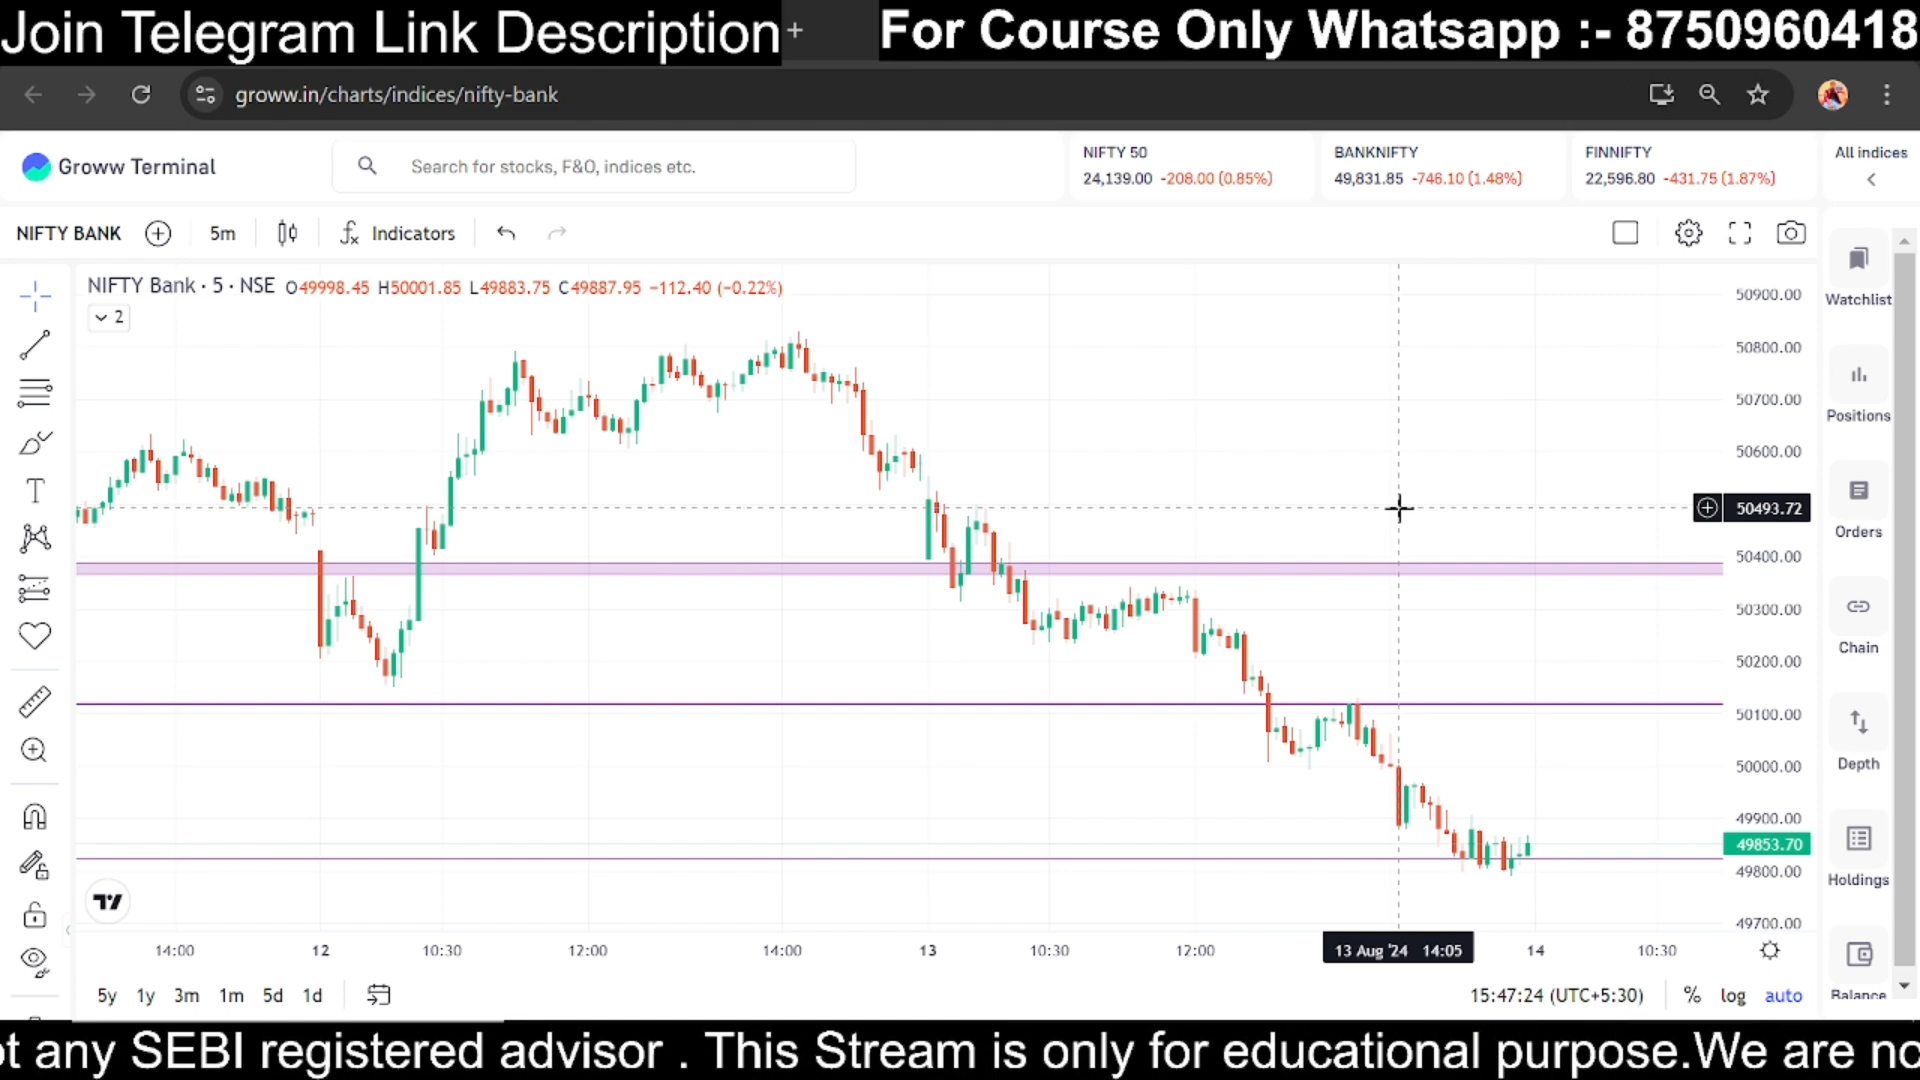 Join Telegram Link Description
+
For Course Only Whatsapp :- 8750960418
groww.in/charts/indices/nifty-bank
Groww Terminal
Search for stocks, F&O, indices etc.
NIFTY 50
24,139.00 -208.00 (0.85%)
BANKNIFTY
49,831.85 -746.10 (1.48%)
FINNIFTY
22,596.80 -431.75 (1.87%)
All indices
NIFTY BANK
5m
Indicators
NIFTY Bank · 5 · NSE O49998.45 H50001.85 L49883.75 C49887.95 −112.40 (−0.22%)
2
50900.00
50800.00
50700.00
50600.00
50493.72
50400.00
50300.00
50200.00
50100.00
50000.00
49900.00
49853.70
49800.00
49700.00
Watchlist
Positions
Orders
Chain
Depth
Holdings
Balance
14:00 12 10:30 12:00 14:00 13 10:30 12:00 13 Aug '24 14:05 14 10:30
5y 1y 3m 1m 5d 1d
15:47:24 (UTC+5:30) % log auto
ot any SEBI registered advisor . This Stream is only for educational purpose.We are no